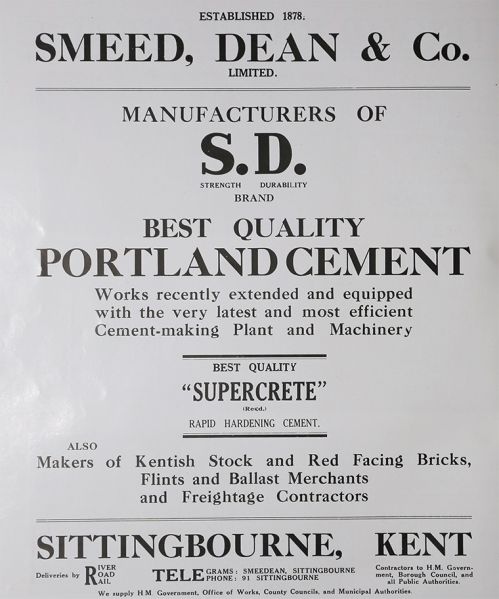 ESTABLISHED 1878.
SMEED, DEAN & Co.
LIMITED.
MANUFACTURERS OF
S.D.
STRENGTH DURABILITY
BRAND
BEST QUALITY
PORTLAND CEMENT
Works recently extended and equipped
with the very latest and most efficient
Cement-making Plant and Machinery
BEST QUALITY
"SUPERCRETE"
(Regd.)
RAPID HARDENING CEMENT.
ALSO
Makers of Kentish Stock and Red Facing Bricks,
Flints and Ballast Merchants
and Freightage Contractors
SITTINGBOURNE, KENT
Deliveries by RIVER ROAD RAIL
TELEGRAMS: SMEEDEAN, SITTINGBOURNE
TELEPHONE: 91 SITTINGBOURNE
Contractors to H.M. Govern-
ment, Borough Council, and
all Public Authorities.
We supply H.M. Government, Office of Works, County Councils, and Municipal Authorities.